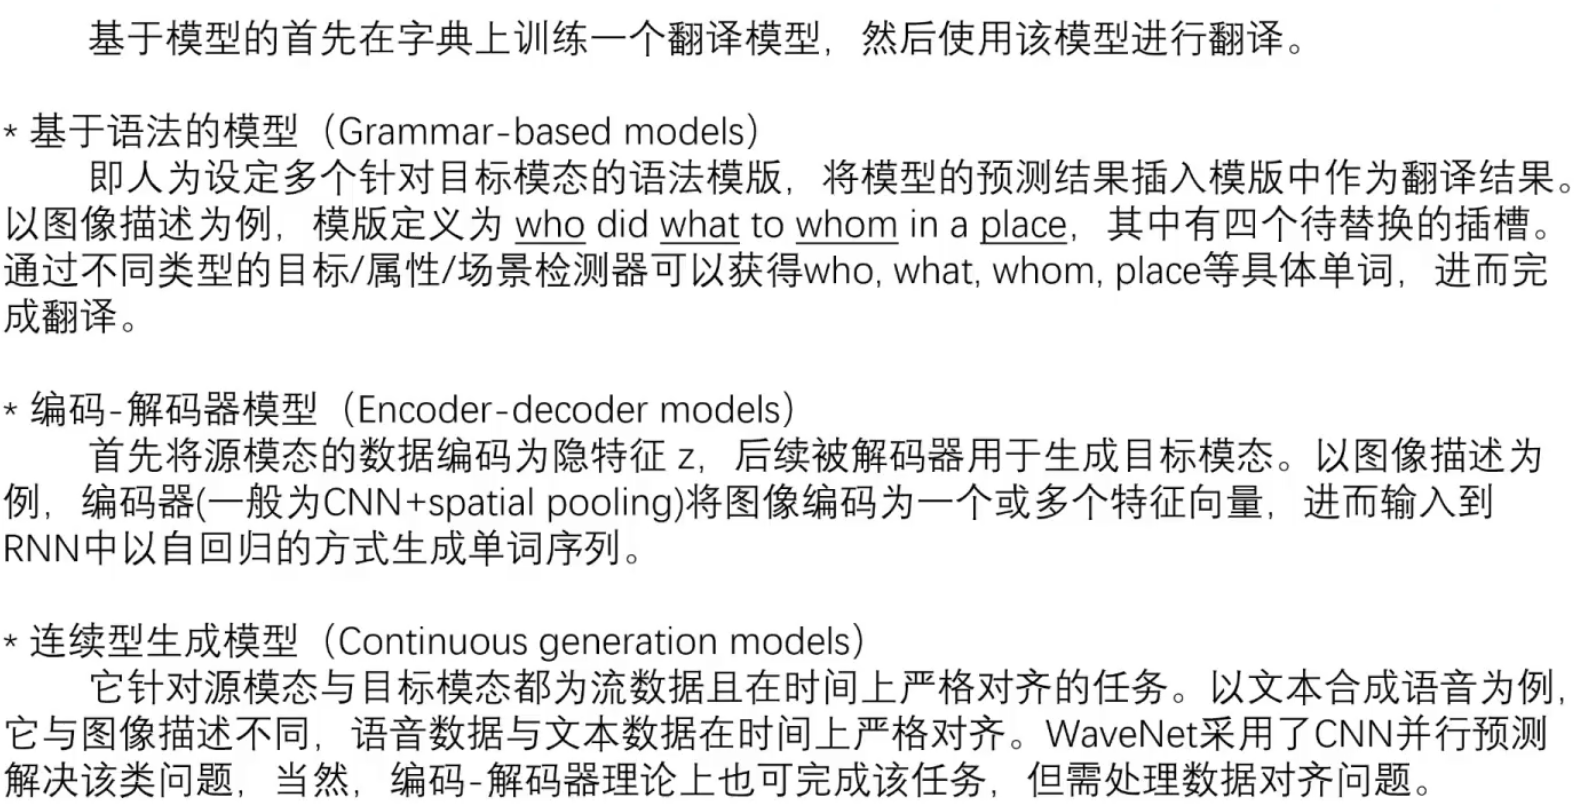 基于模型的首先在字典上训练一个翻译模型，然后使用该模型进行翻译。
* 基于语法的模型（Grammar-based models）
即人为设定多个针对目标模态的语法模版，将模型的预测结果插入模版中作为翻译结果。
以图像描述为例，模版定义为 who did what to whom in a place，其中有四个待替换的插槽。
通过不同类型的目标/属性/场景检测器可以获得who, what, whom, place等具体单词，进而完
成翻译。
* 编码-解码器模型（Encoder-decoder models）
首先将源模态的数据编码为隐特征 z，后续被解码器用于生成目标模态。以图像描述为
例，编码器(一般为CNN+spatial pooling)将图像编码为一个或多个特征向量，进而输入到
RNN中以自回归的方式生成单词序列。
* 连续型生成模型（Continuous generation models）
它针对源模态与目标模态都为流数据且在时间上严格对齐的任务。以文本合成语音为例，
它与图像描述不同，语音数据与文本数据在时间上严格对齐。WaveNet采用了CNN并行预测
解决该类问题，当然，编码-解码器理论上也可完成该任务，但需处理数据对齐问题。